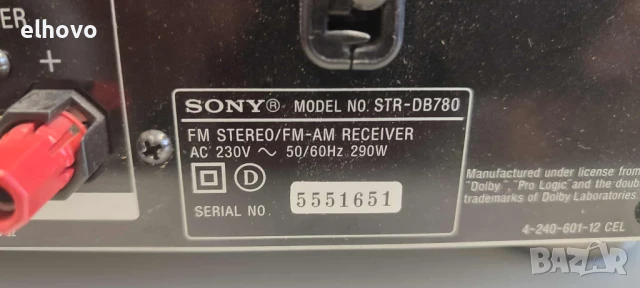 elhovo
ER
+
SONY® MODEL NO. STR-DB780
FM STEREO/FM-AM RECEIVER
AC 230V ~ 50/60Hz 290W
D
SERIAL NO. 5551651
Manufactured under license from
"Dolby", "Pro Logic" and the doub
trademarks of Dolby Laboratories
4-240-601-12 CEL
BAZAR